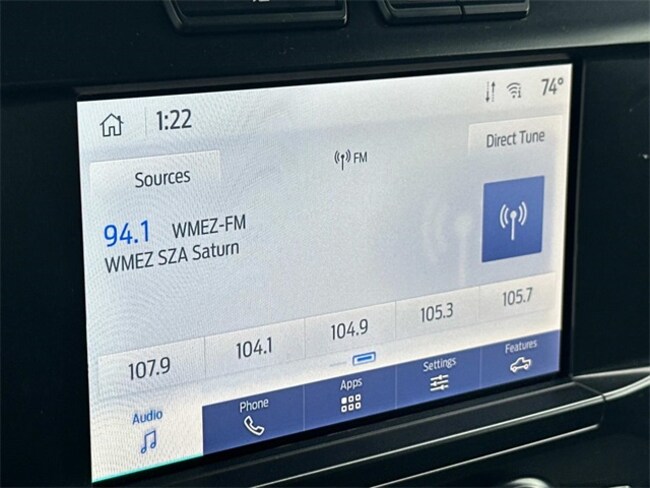 1:22
74°
Sources
FM
Direct Tune
94.1 WMEZ-FM
WMEZ SZA Saturn
107.9
104.1
104.9
105.3
105.7
Audio
Phone
Apps
Settings
Features